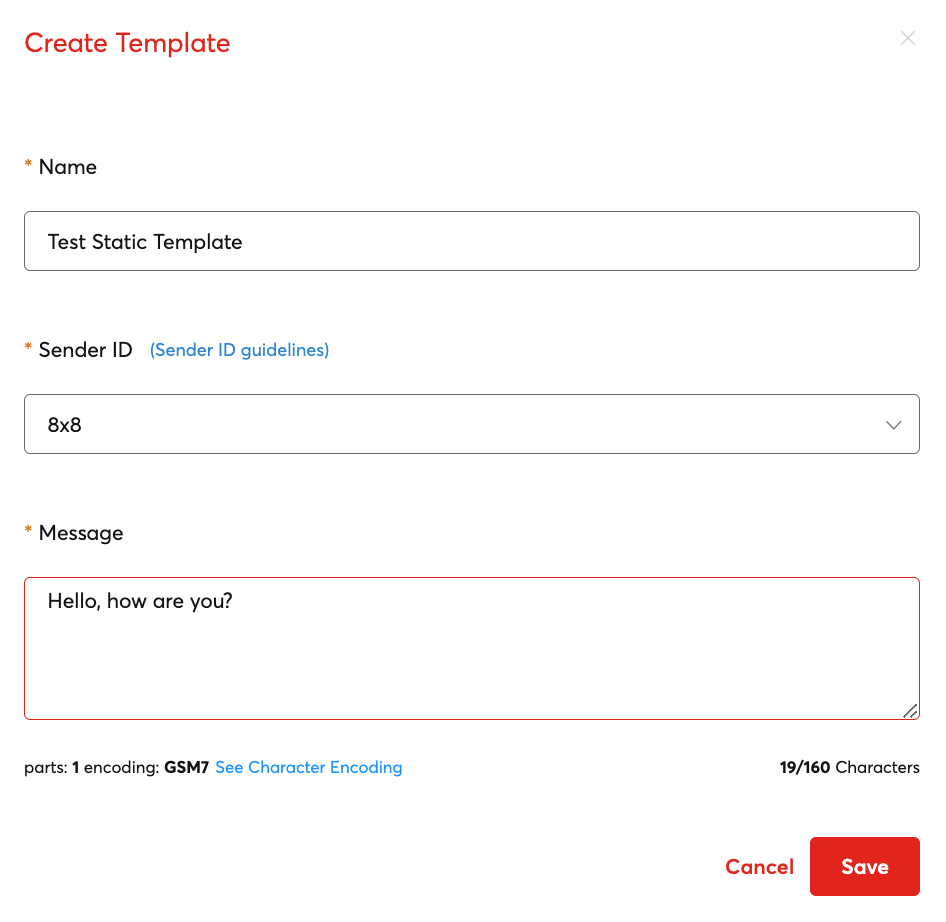 Create Template
* Name
Test Static Template
* Sender ID (Sender ID guidelines)
8x8
* Message
Hello, how are you?
parts: 1 encoding: GSM7 See Character Encoding 19/160 Characters
Cancel Save